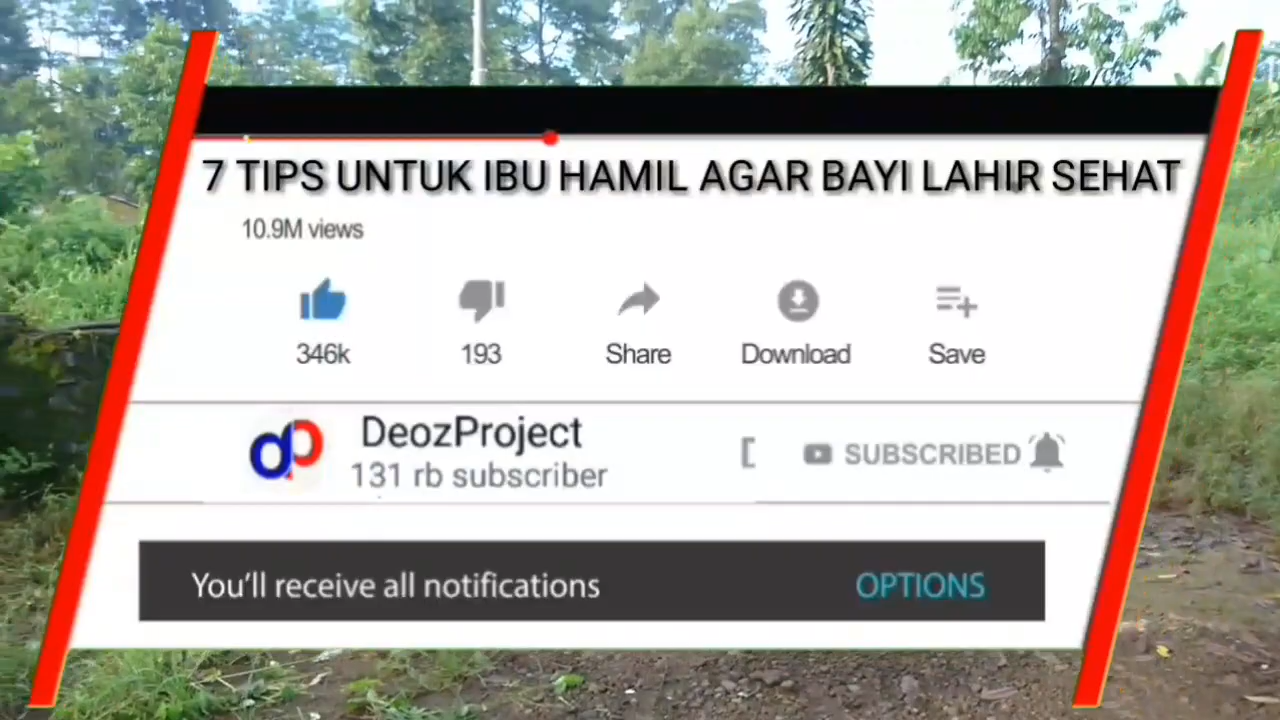 7 TIPS UNTUK IBU HAMIL AGAR BAYI LAHIR SEHAT
10.9M views
346k 193 Share Download Save
DeozProject
131 rb subscriber
SUBSCRIBED
You'll receive all notifications OPTIONS